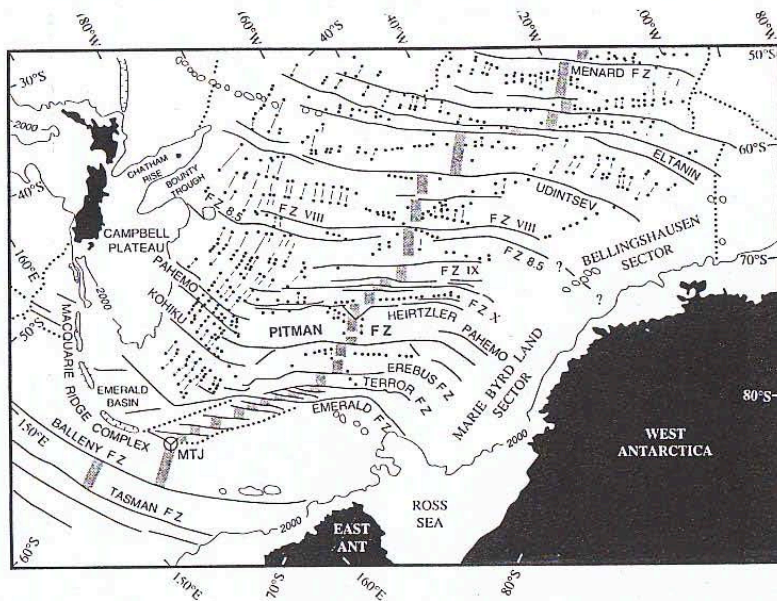 180°W
160°W
40°S
40°W
120°W
100°W
80°W
30°S
50°S
MENARD F Z
2000
ELTANIN
60°S
CHATHAM
RISE
BOUNTY
TROUGH
UDINTSEV
40°S
FZ 8.5
FZ VIII
FZ VIII
CAMPBELL
PLATEAU
FZ 8.5
?
BELLINGSHAUSEN
SECTOR
160°E
PAHEMO
FZ IX
70°S
2000
?
KOHIKU
FZ X
HEIRTZLER
PITMAN FZ
PAHEMO
50°S
MACQUARIE RIDGE COMPLEX
MARIE BYRD LAND
SECTOR
EREBUS FZ
EMERALD
BASIN
TERROR FZ
80°S
EMERALD FZ
150°E
BALLENY FZ
MTJ
2000
WEST
ANTARCTICA
TASMAN FZ
2000
ROSS
SEA
EAST
ANT
60°S
150°E
70°S
160°E
80°S